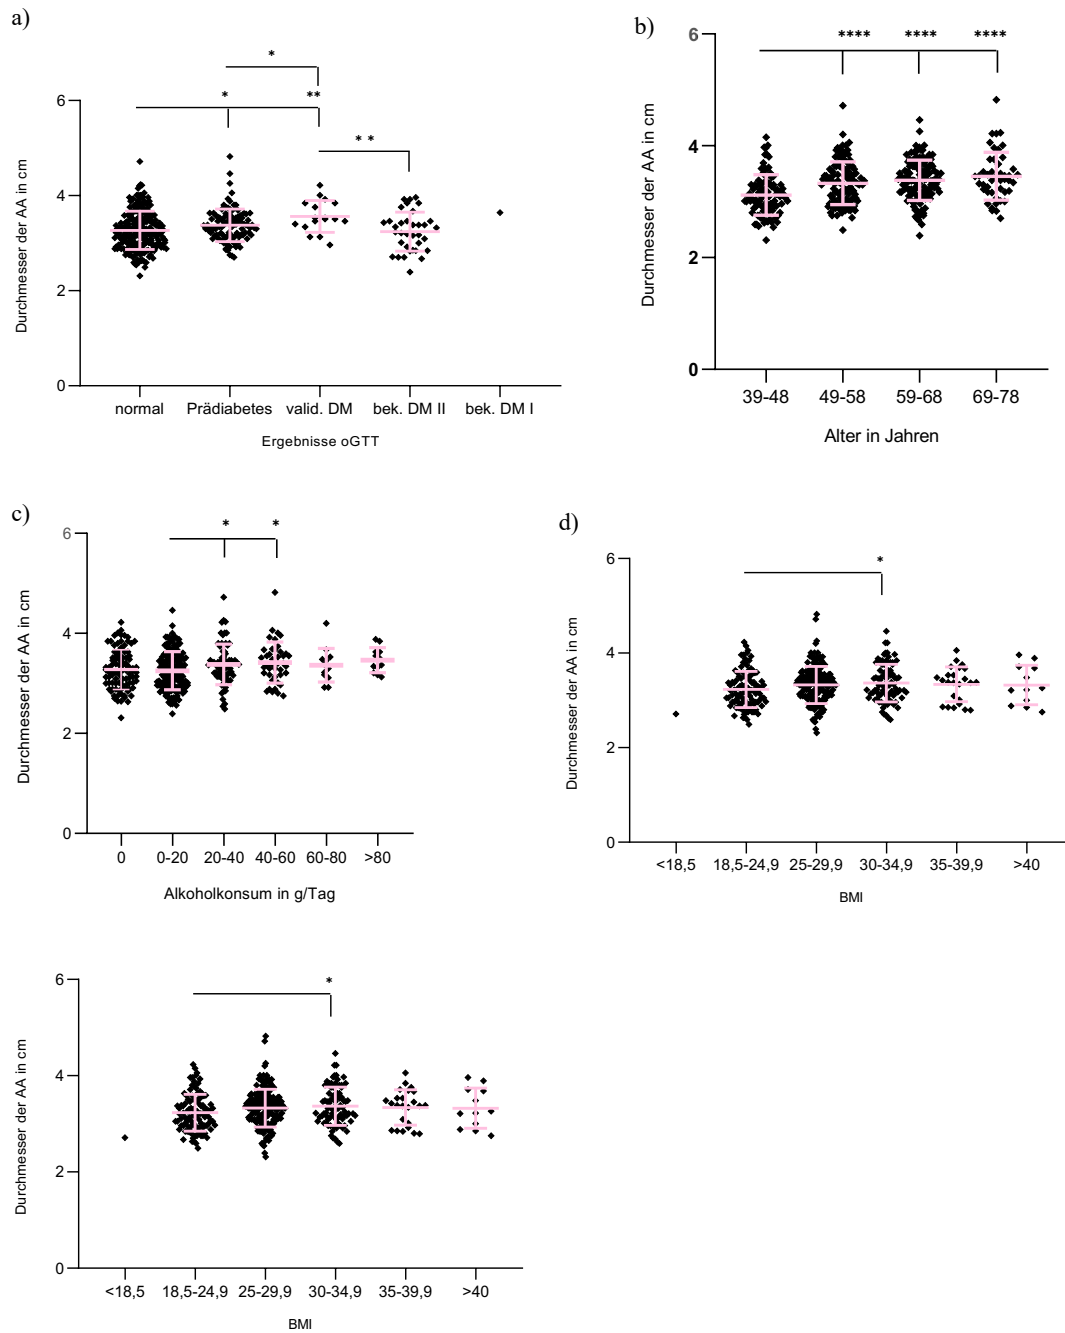 a)
*
*
**
* *
6
4
2
0
Durchmesser der AA in cm
normal Prädiabetes valid. DM bek. DM II bek. DM I
Ergebnisse oGTT
b)
**** **** ****
6
4
2
0
Durchmesser der AA in cm
39-48 49-58 59-68 69-78
Alter in Jahren
c)
* *
6
4
2
0
Durchmesser der AA in cm
0 0-20 20-40 40-60 60-80 >80
Alkoholkonsum in g/Tag
d)
*
6
4
2
0
Durchmesser der AA in cm
<18,5 18,5-24,9 25-29,9 30-34,9 35-39,9 >40
BMI
*
6
4
2
0
Durchmesser der AA in cm
<18,5 18,5-24,9 25-29,9 30-34,9 35-39,9 >40
BMI